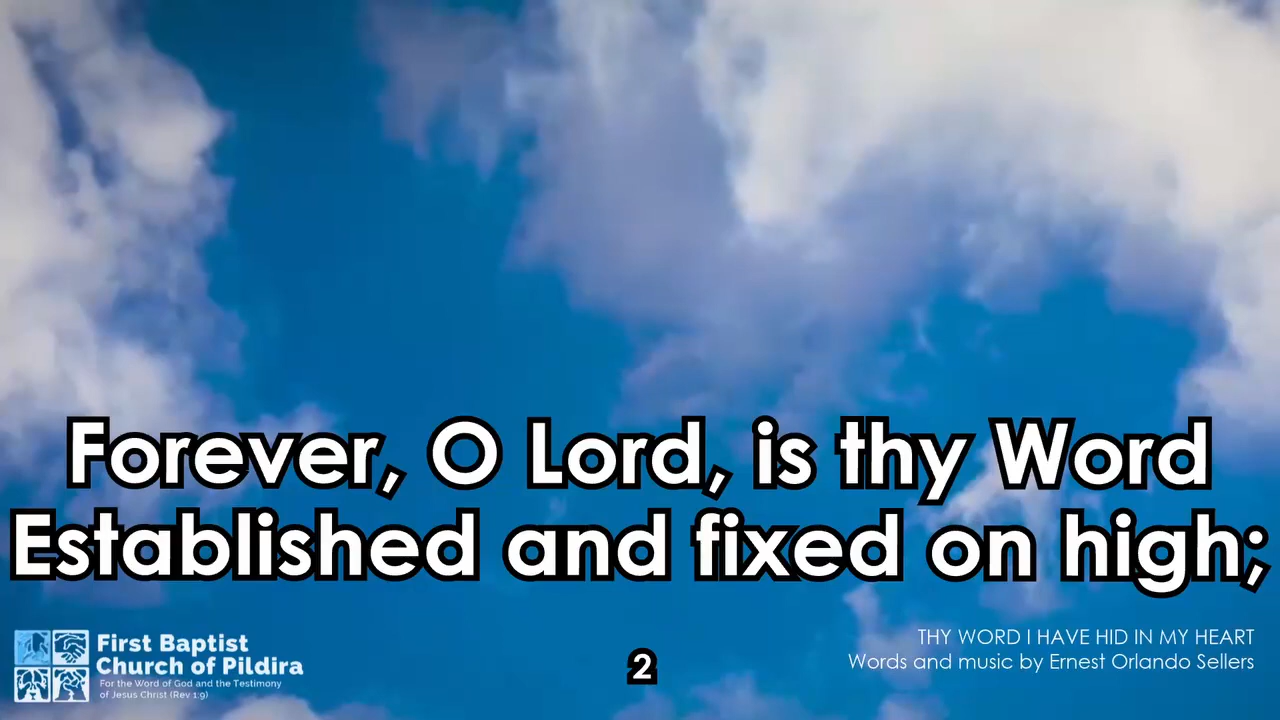 Forever, O Lord, is thy Word
Established and fixed on high;
First Baptist
Church of Pildira
For the Word of God and the Testimony
of Jesus Christ (Rev 1:9)
2
THY WORD I HAVE HID IN MY HEART
Words and music by Ernest Orlando Sellers